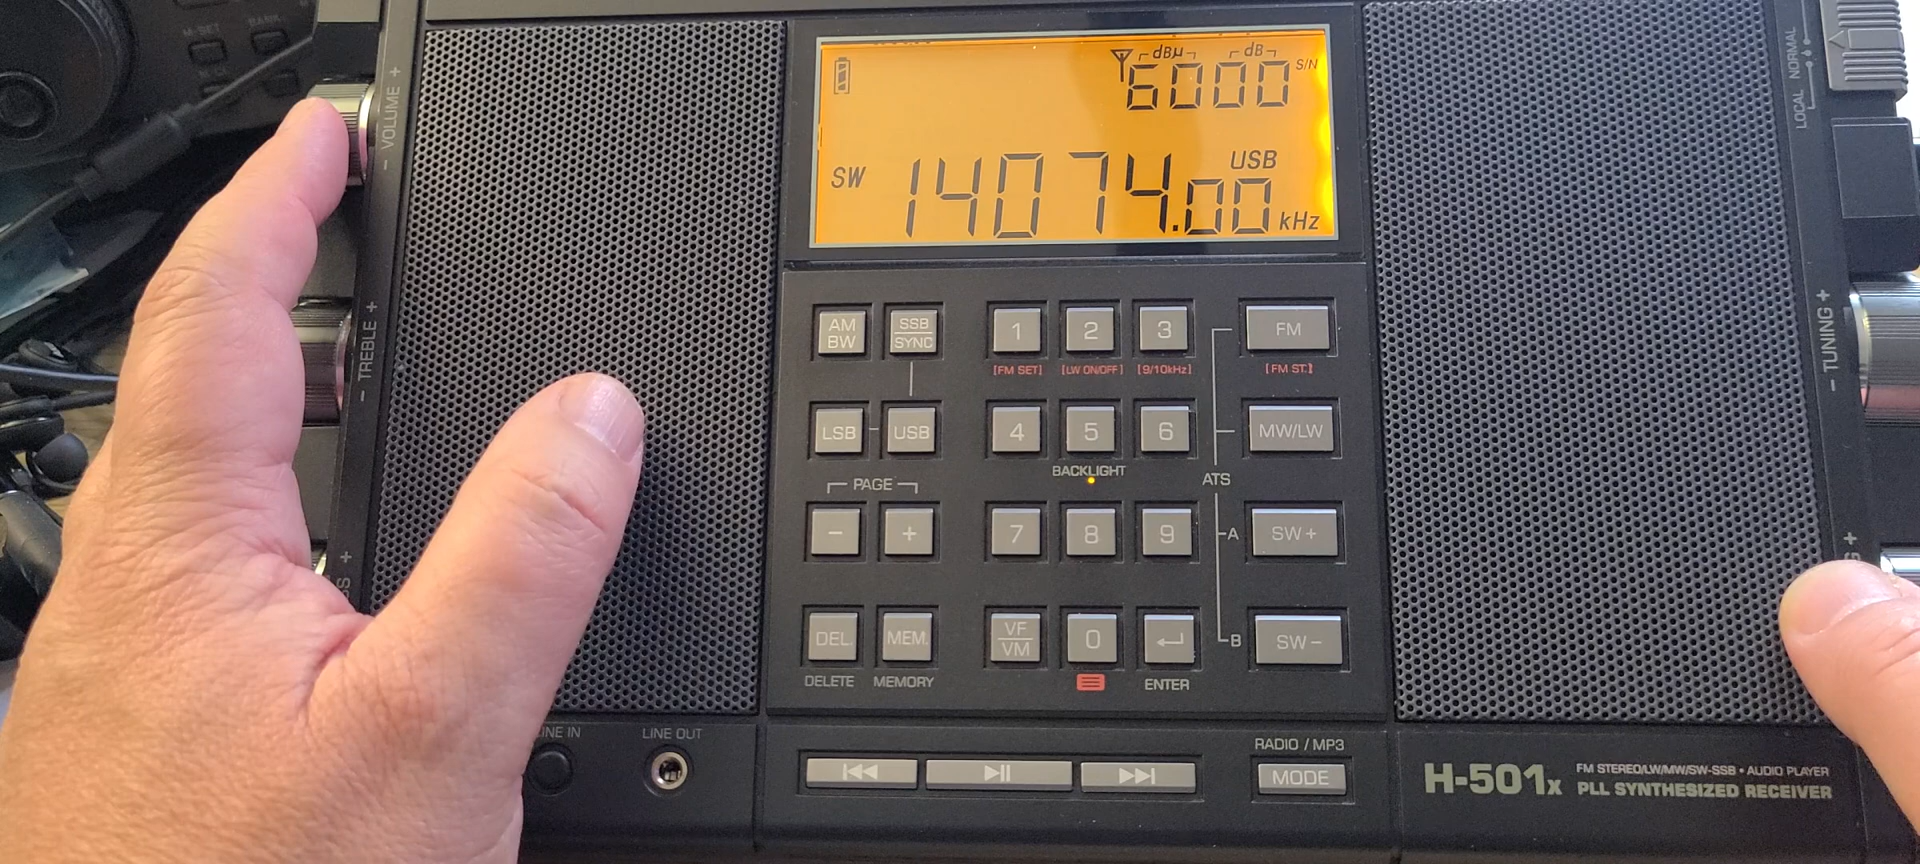 M-SET
BANK
- VOLUME +
- TREBLE +
S +
dBµ dB
6000 S/N
SW 14074.00 USB kHz
LOCAL NORMAL
- TUNING +
G +
AM
BW
SSB
SYNC
1 2 3 FM
[FM SET] [LW ON/OFF] [9/10kHz] [FM ST.]
LSB - USB 4 5 6 MW/LW
BACKLIGHT ATS
PAGE
- + 7 8 9 A SW+
DEL. MEM. VF
VM
0 B SW-
DELETE MEMORY ENTER
LINE IN LINE OUT
RADIO / MP3
MODE
H-501x
FM STEREO/LW/MW/SW-SSB • AUDIO PLAYER
PLL SYNTHESIZED RECEIVER